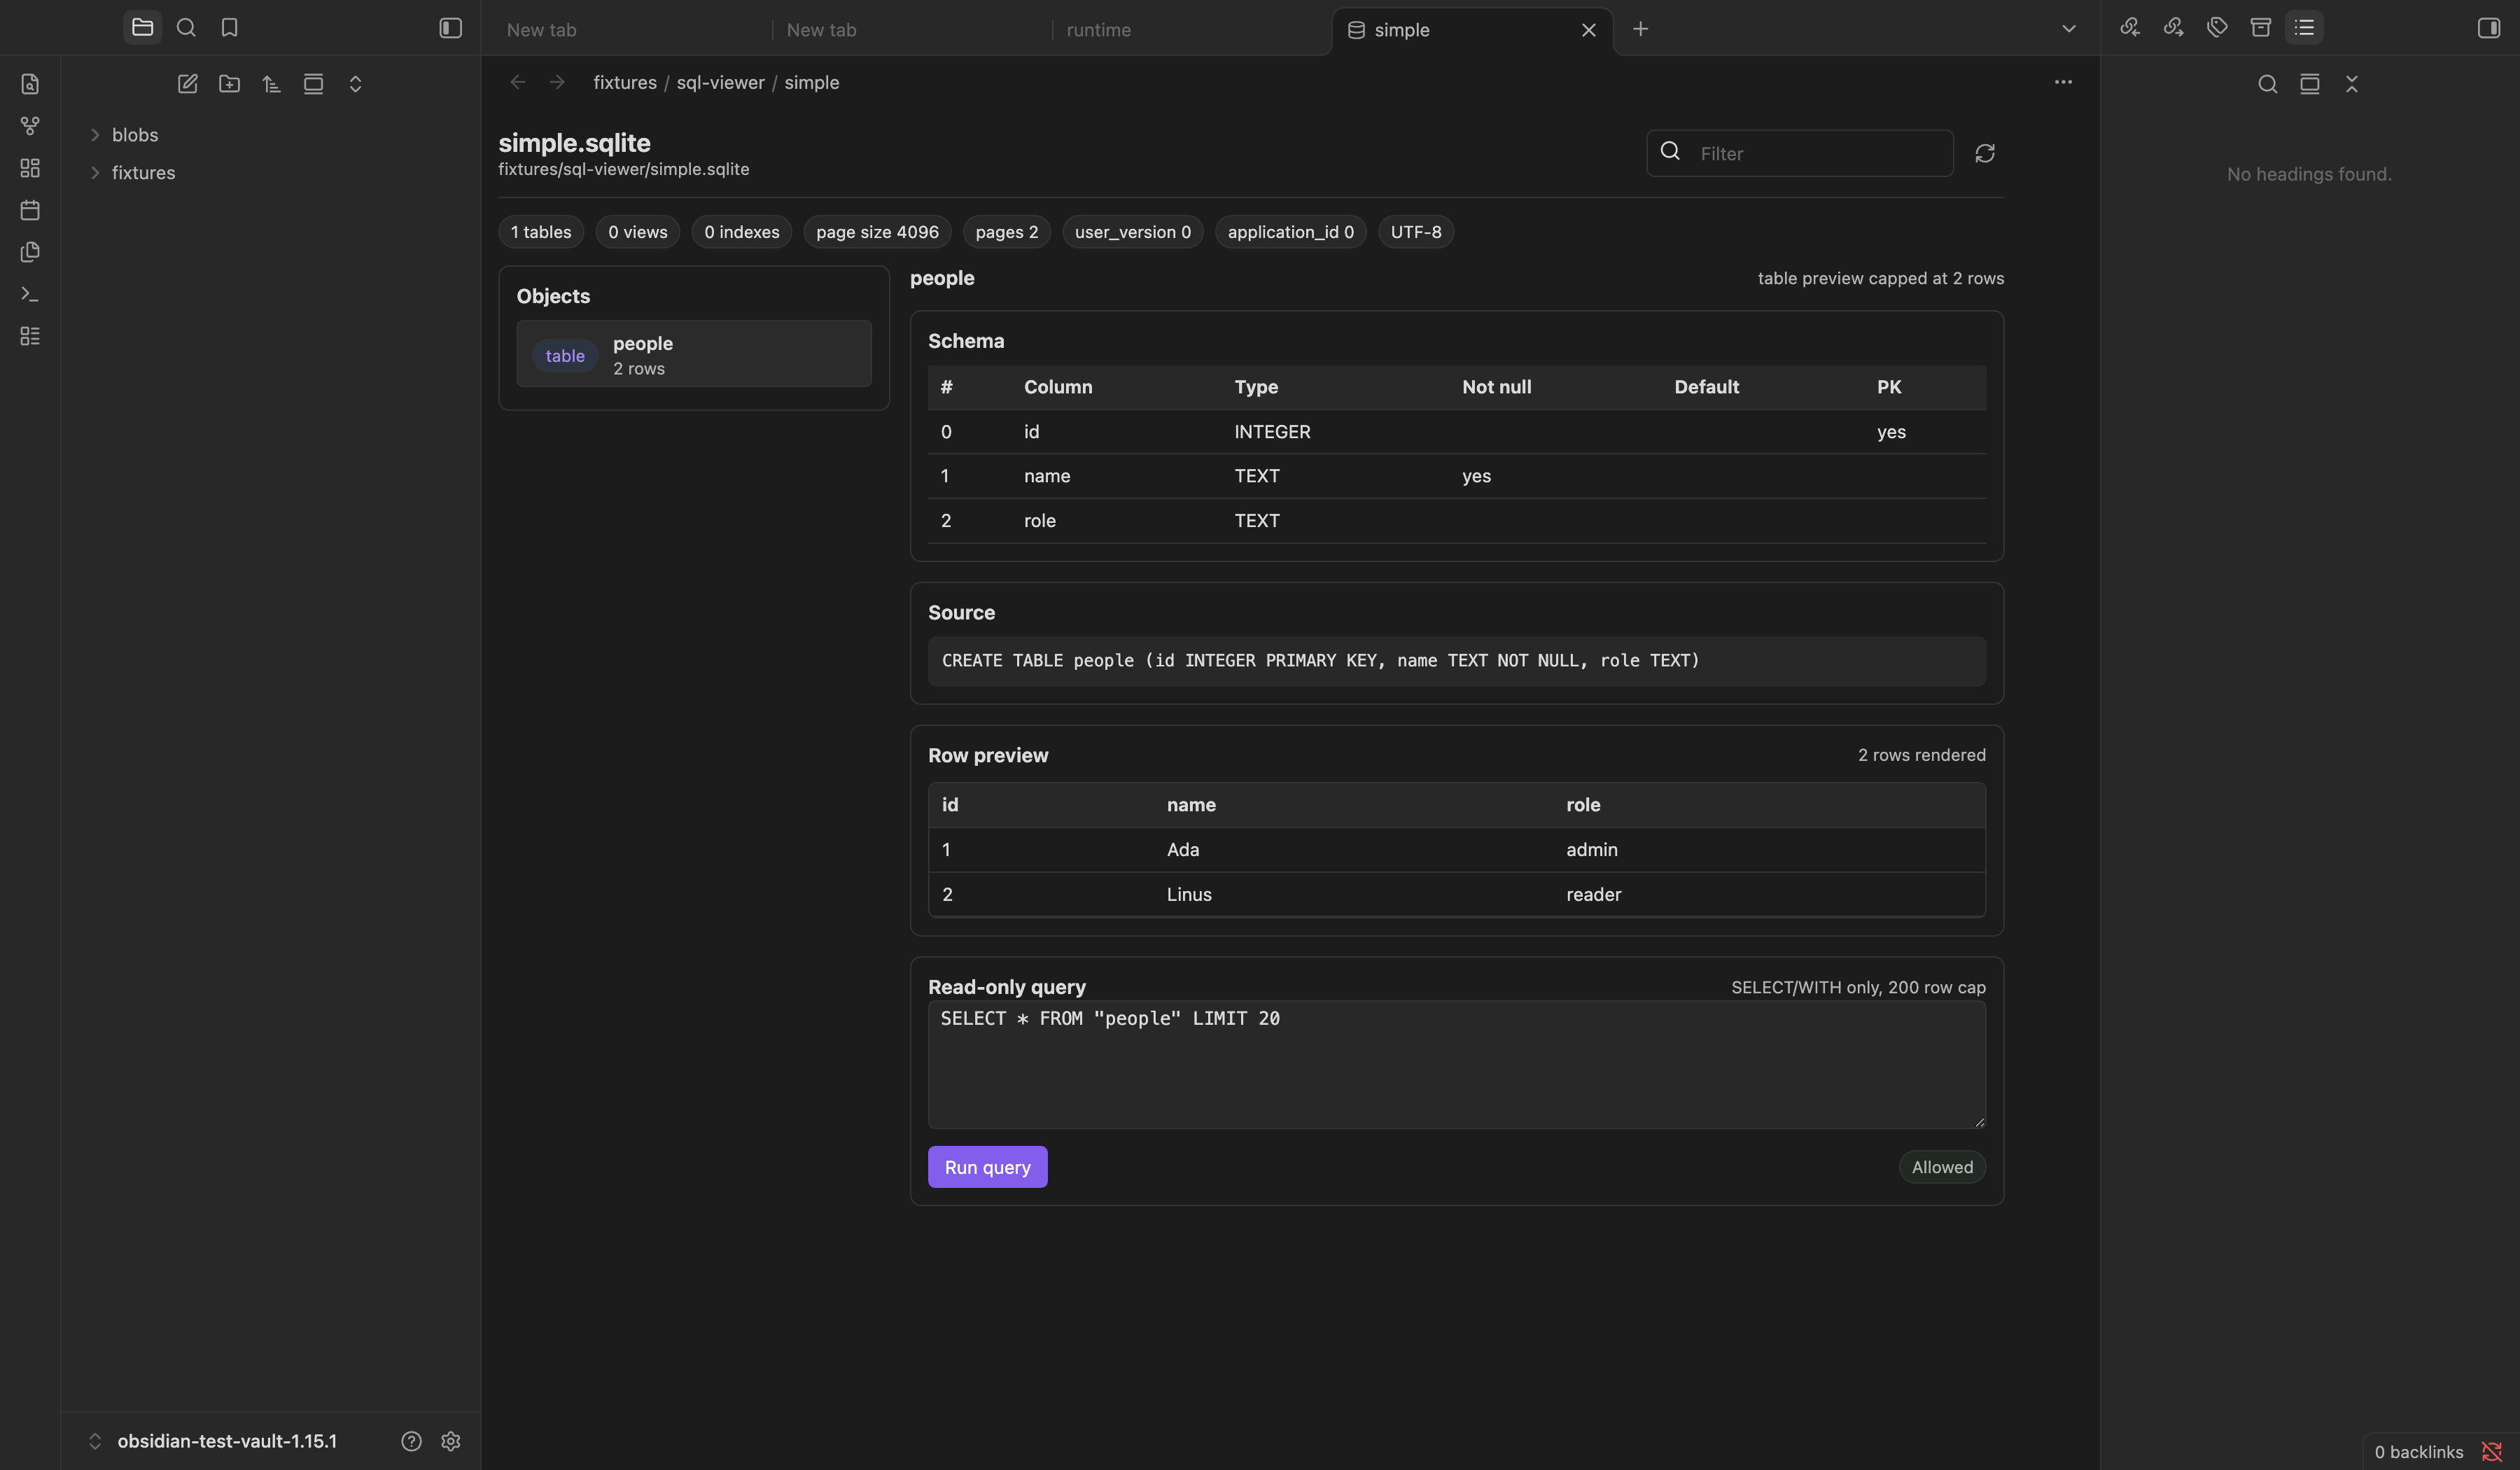 New tab
New tab
runtime
simple
fixtures / sql-viewer / simple
blobs
fixtures
simple.sqlite
fixtures/sql-viewer/simple.sqlite
Filter
No headings found.
1 tables
0 views
0 indexes
page size 4096
pages 2
user_version 0
application_id 0
UTF-8
Objects
table
people
2 rows
people
table preview capped at 2 rows
Schema
# Column Type Not null Default PK
0 id INTEGER yes
1 name TEXT yes
2 role TEXT
Source
CREATE TABLE people (id INTEGER PRIMARY KEY, name TEXT NOT NULL, role TEXT)
Row preview
2 rows rendered
id name role
1 Ada admin
2 Linus reader
Read-only query
SELECT/WITH only, 200 row cap
SELECT * FROM "people" LIMIT 20
Run query
Allowed
obsidian-test-vault-1.15.1
0 backlinks